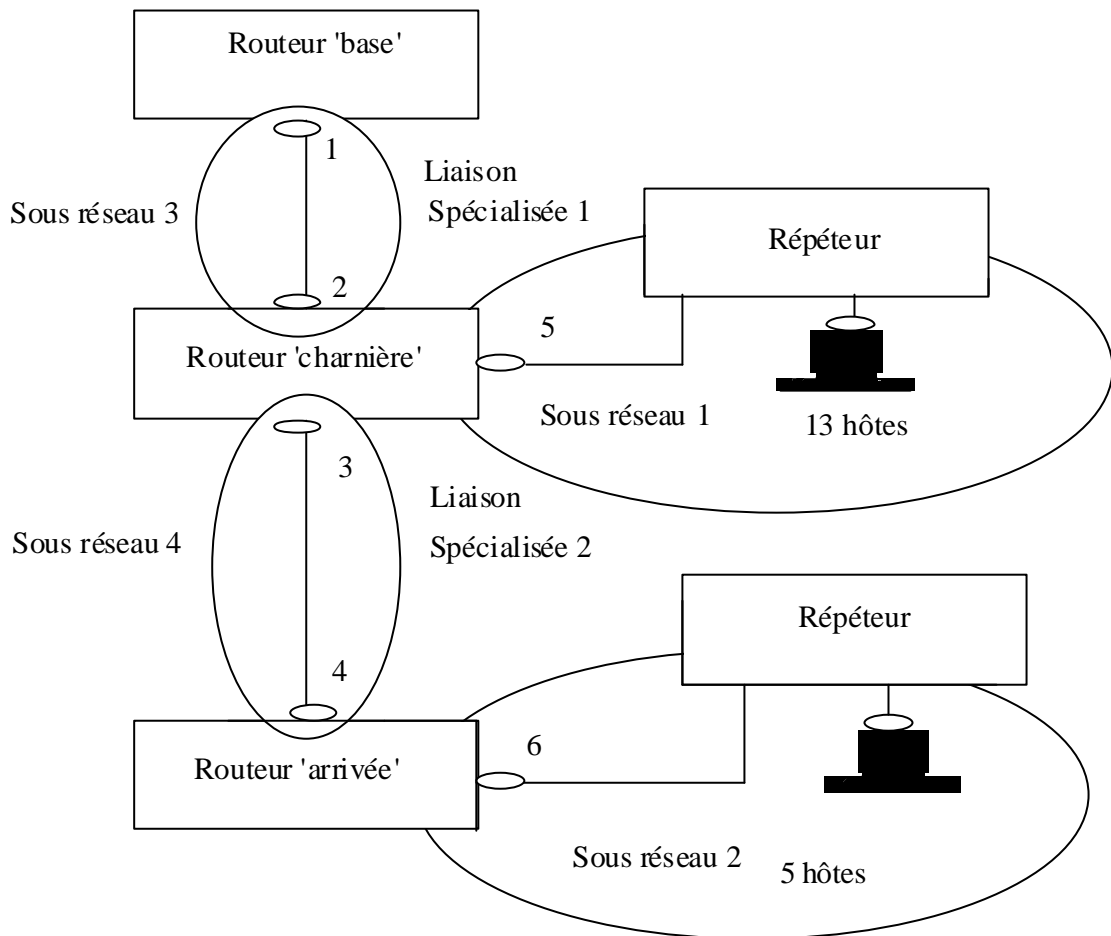 Routeur 'base'
1
Liaison
Spécialisée 1
Sous réseau 3
Répéteur
2
5
Routeur 'charnière'
Sous réseau 1
13 hôtes
3
Liaison
Spécialisée 2
Sous réseau 4
Répéteur
4
6
Routeur 'arrivée'
Sous réseau 2
5 hôtes